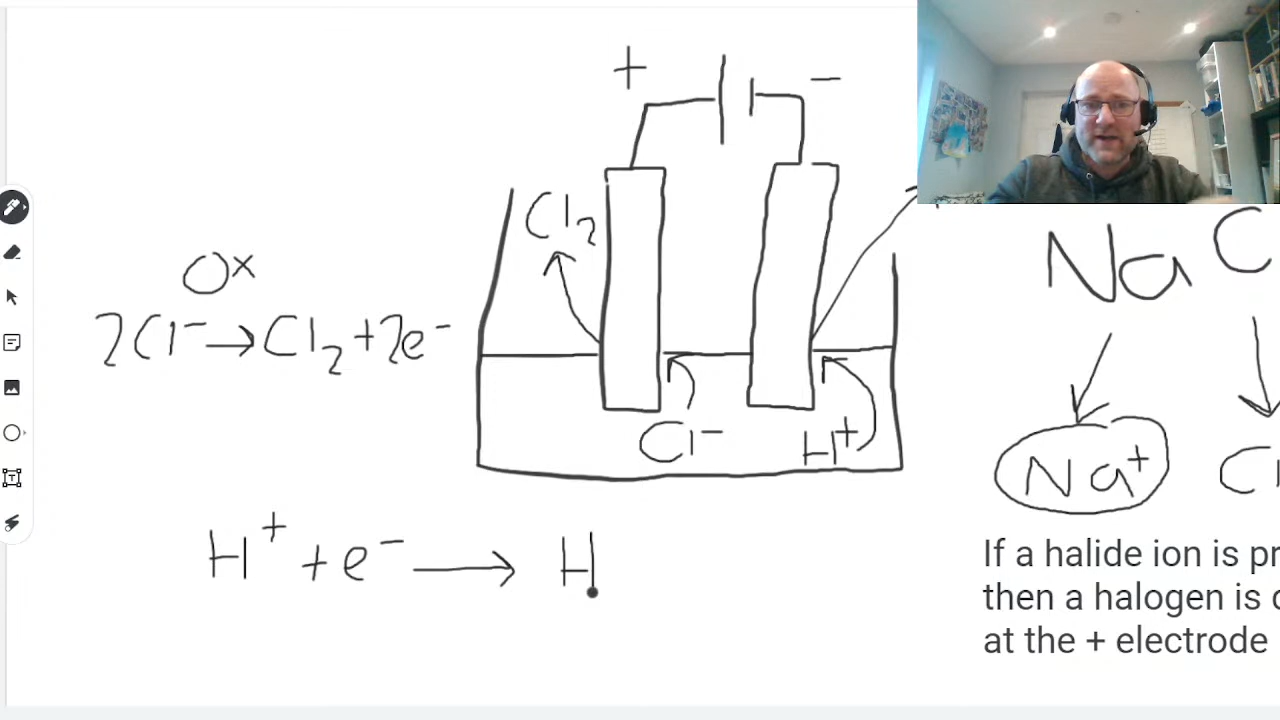 + −
Cl₂
Oₓ
2Cl⁻ → Cl₂ + 2e⁻
Cl⁻ H⁺
H⁺ + e⁻ → H
Na C
Na⁺ Cl
If a halide ion is pr
then a halogen is
at the + electrode